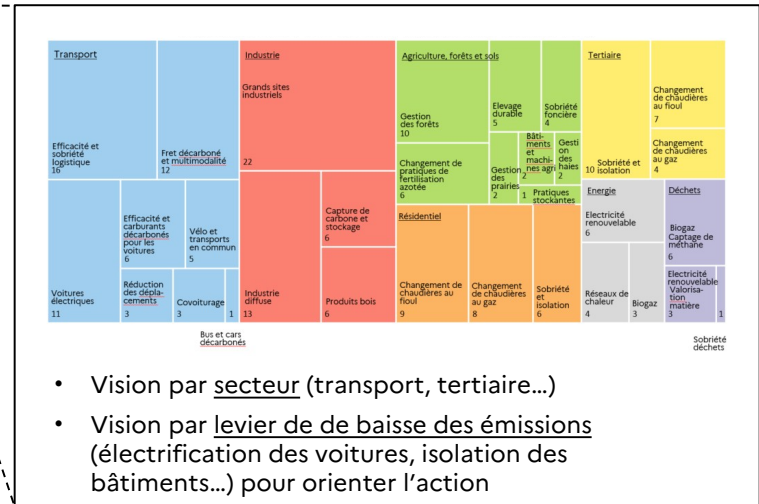 Transport
Efficacité et
sobriété
logistique
16
Fret décarboné
et multimodalité
12
Voitures
électriques
11
Efficacité et
carburants
décarbonés
pour les
voitures
6
Vélo et
transports
en commun
5
Réduction
des dépla-
cements
3
Covoiturage
3
1
Bus et cars
décarbonés
Industrie
Grands sites
industriels
22
Industrie
diffuse
13
Capture de
carbone et
stockage
6
Produits bois
6
Agriculture, forêts et sols
Gestion
des forêts
10
Changement de
pratiques de
fertilisation
azotée
6
Elevage
durable
5
Sobriété
foncière
4
Gestion
des
prairies
2
Bâti-
ments
et
machi-
nes agri
2
Gesti
on
des
haies
2
1 Pratiques
stockantes
Résidentiel
Changement de
chaudières au
fioul
9
Changement de
chaudières
au gaz
8
Sobriété
et
isolation
6
Tertiaire
10 Sobriété et
isolation
Changement
de chaudières
au fioul
7
Changement
de chaudières
au gaz
4
Energie
Electricité
renouvelable
6
Réseaux de
chaleur
4
Biogaz
3
Déchets
Biogaz
Captage de
méthane
6
Electricité
renouvelable
Valorisa-
tion
matière
3
1
Sobriété
déchets
• Vision par secteur (transport, tertiaire…)
• Vision par levier de de baisse des émissions
(électrification des voitures, isolation des
bâtiments…) pour orienter l’action